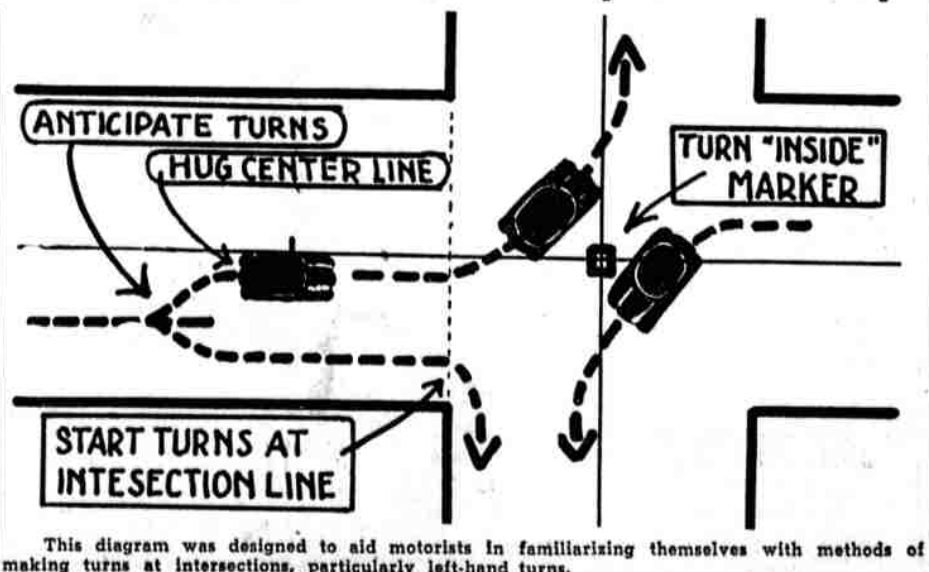 ANTICIPATE TURNS
HUG CENTER LINE
TURN "INSIDE"
MARKER
START TURNS AT
INTESECTION LINE
This diagram was designed to aid motorists in familiarizing themselves with methods of
making turns at intersections, particularly left-hand turns.